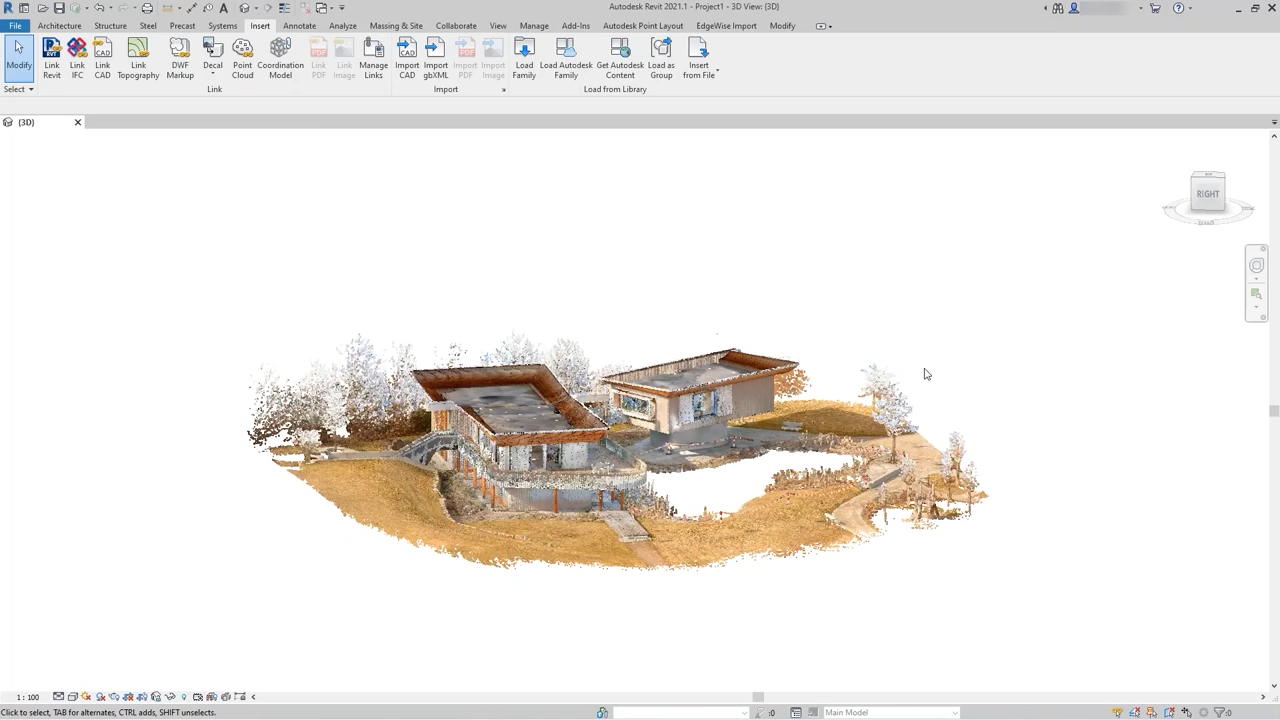 Autodesk Revit 2021.1 - Project1 - 3D View: {3D}
File Architecture Structure Steel Precast Systems Insert Annotate Analyze Massing & Site Collaborate View Manage Add-Ins Autodesk Point Layout EdgeWise Import Modify
Modify
Link Revit
Link IFC
Link CAD
Link Topography
DWF Markup
Decal
Point Cloud
Coordination Model
Link PDF
Link Image
Manage Links
Import CAD
Import gbXML
Import PDF
Import Image
Load Family
Load Autodesk Family
Get Autodesk Content
Load as Group
Insert from File
Select Link Import Load from Library
{3D}
RIGHT
1 : 100
Click to select, TAB for alternates, CTRL adds, SHIFT unselects.
:0
Main Model
:0